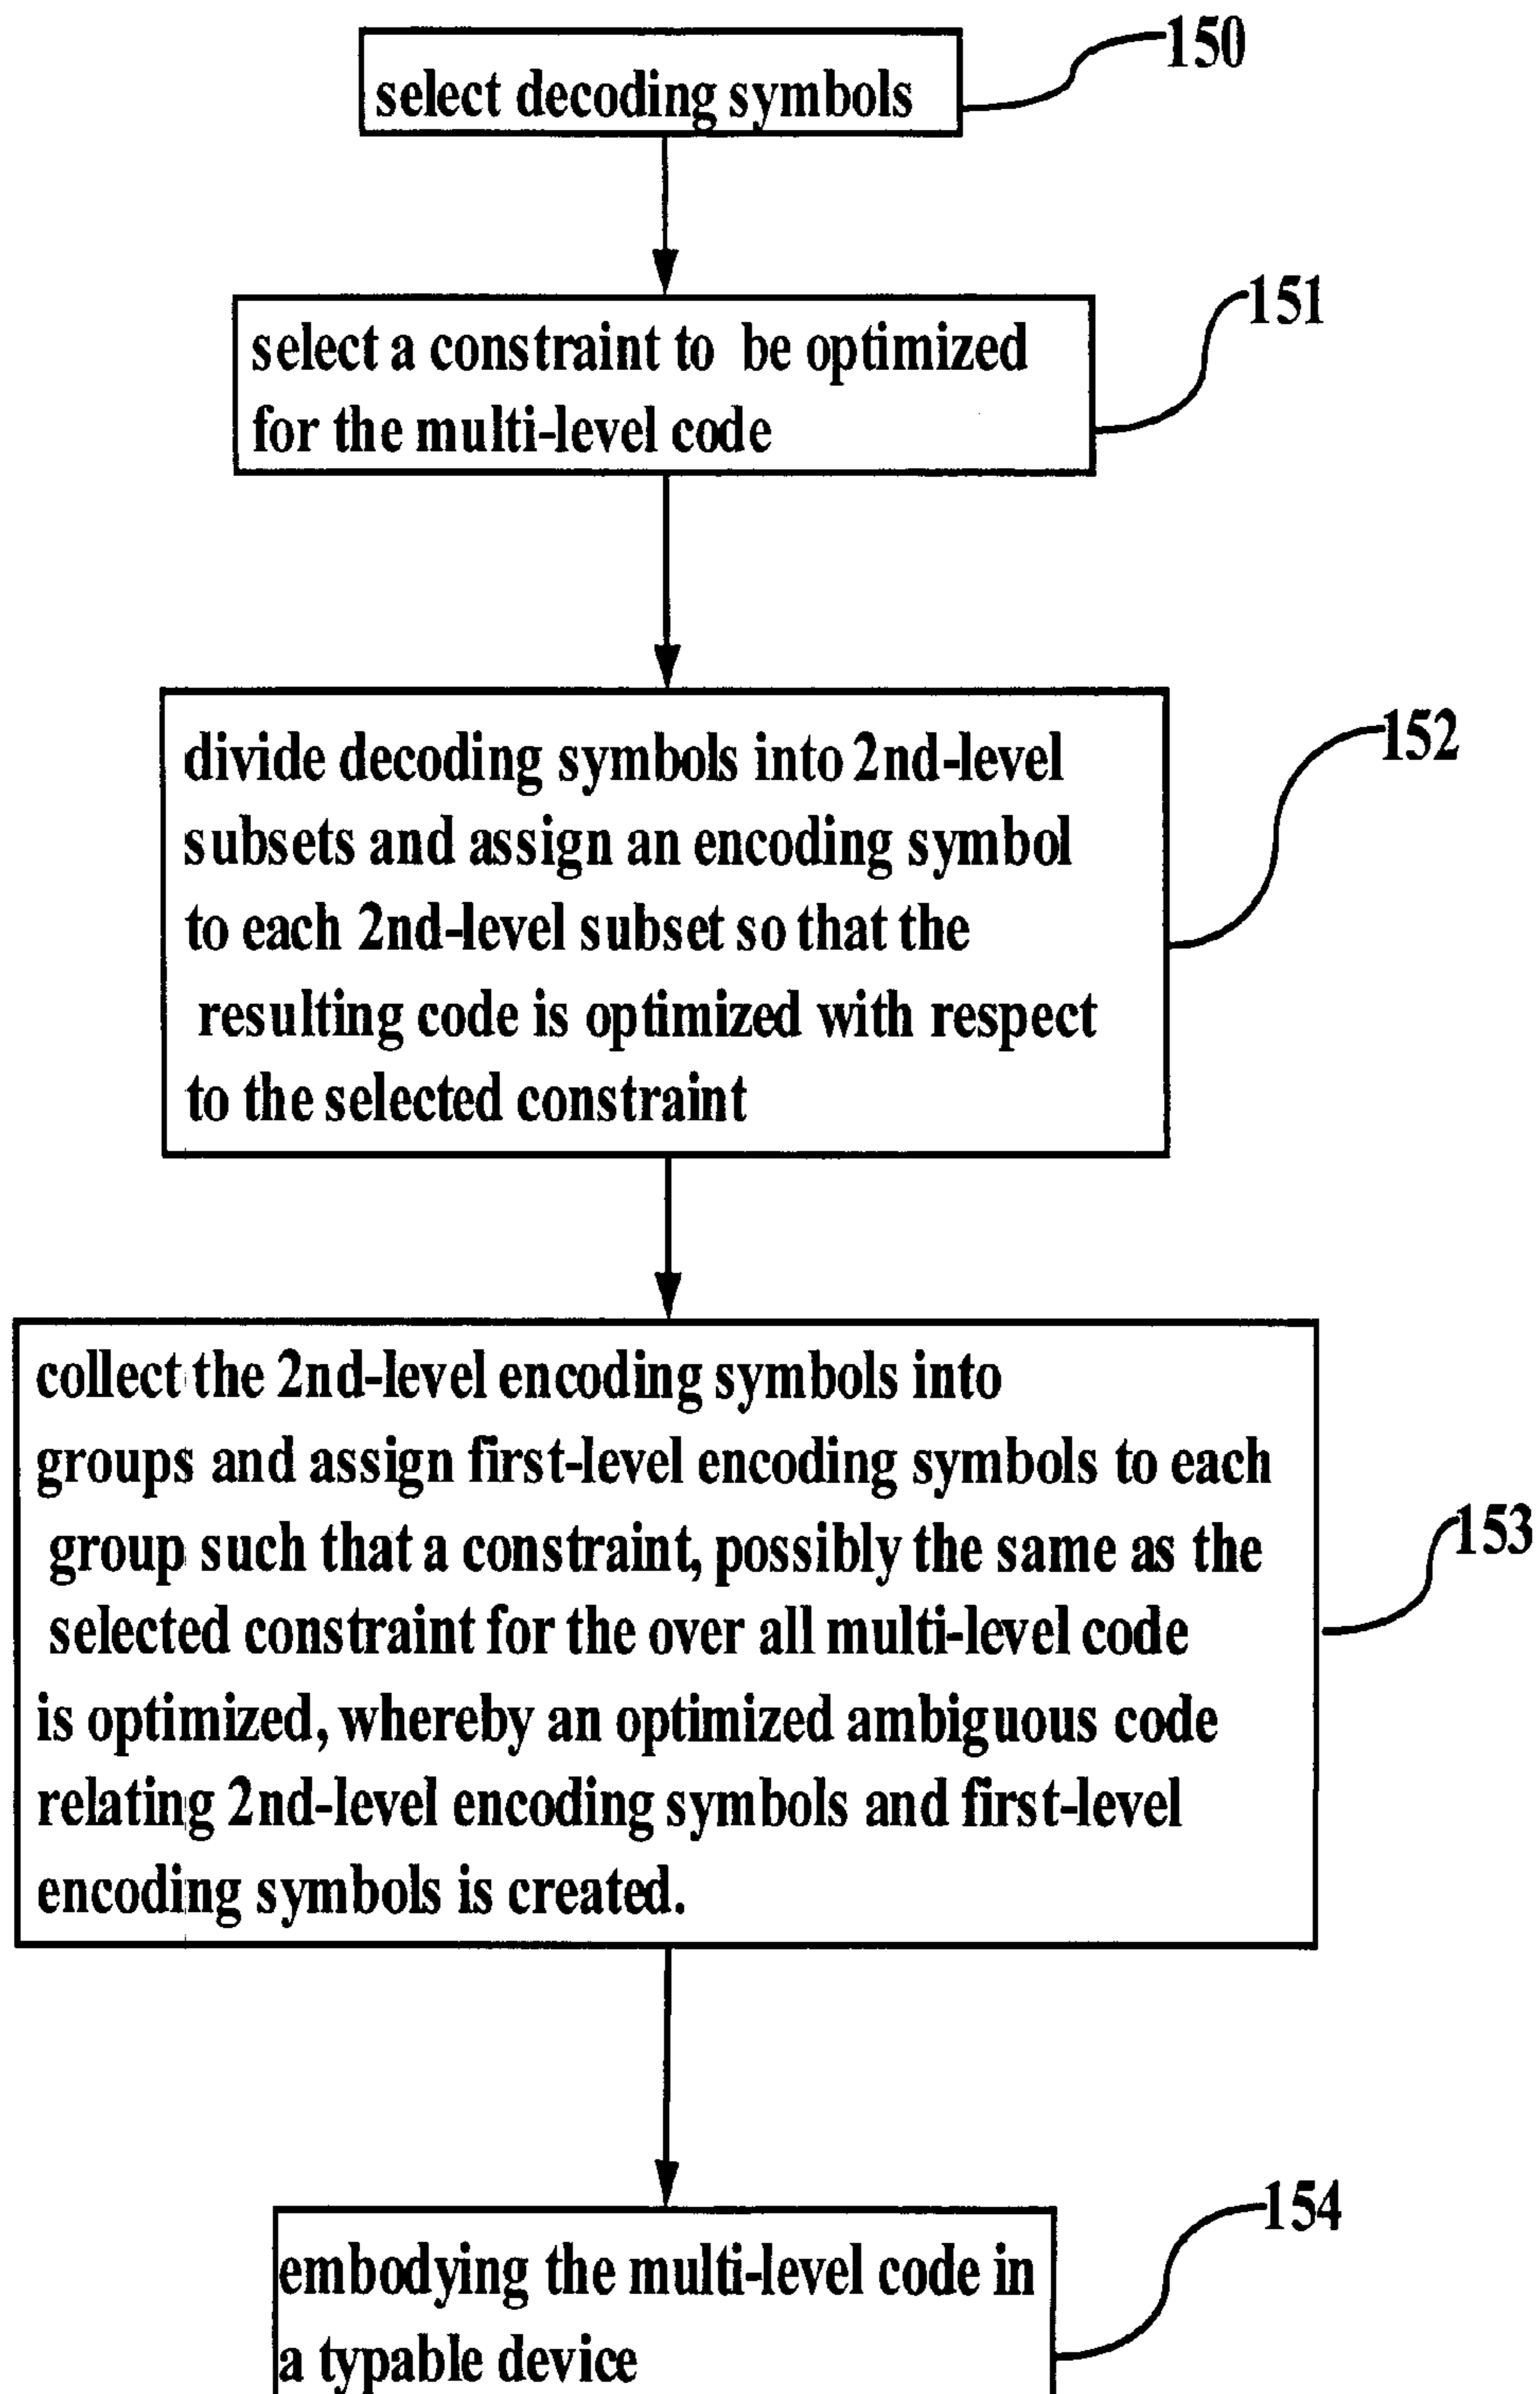 150
select decoding symbols
151
select a constraint to be optimized
for the multi-level code
152
divide decoding symbols into 2nd-level
subsets and assign an encoding symbol
to each 2nd-level subset so that the
resulting code is optimized with respect
to the selected constraint
collect the 2nd-level encoding symbols into
groups and assign first-level encoding symbols to each
153
group such that a constraint, possibly the same as the
selected constraint for the over all multi-level code
is optimized, whereby an optimized ambiguous code
relating 2nd-level encoding symbols and first-level
encoding symbols is created.
154
embodying the multi-level code in
a typable device